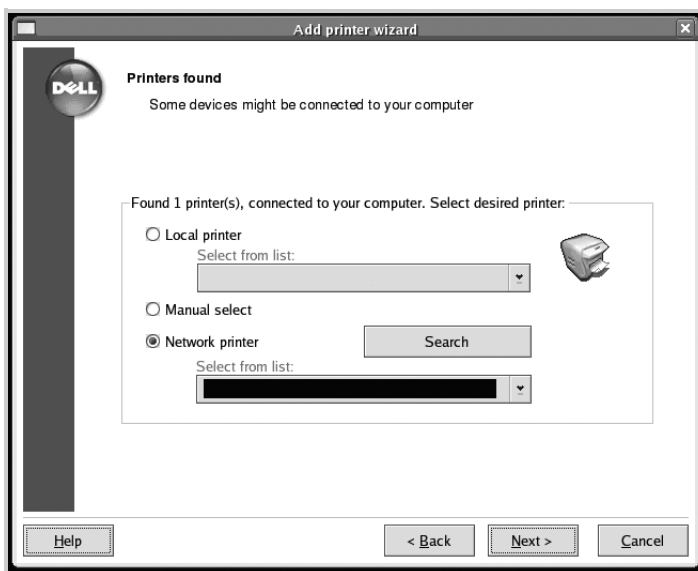 Add printer wizard
DELL
Printers found
Some devices might be connected to your computer
Found 1 printer(s), connected to your computer. Select desired printer:
Local printer
Select from list:
Manual select
Network printer
Search
Select from list:
Help
< Back
Next >
Cancel